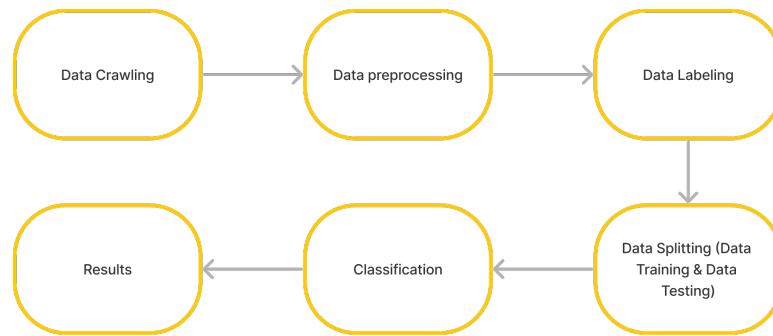 Data Crawling
Data preprocessing
Data Labeling
Data Splitting (Data
Training & Data
Testing)
Classification
Results